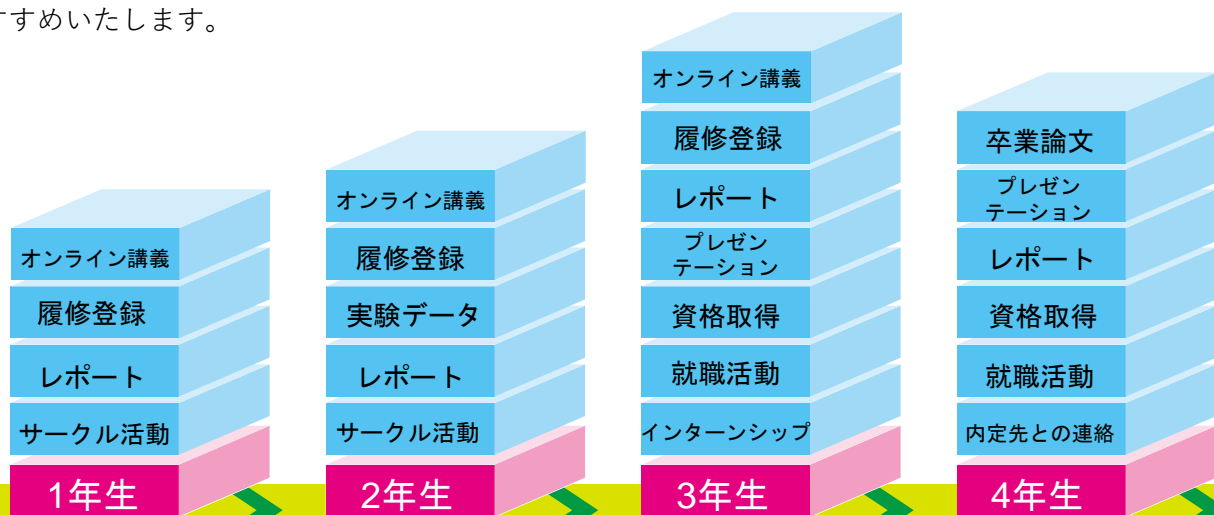 すすめいたします。
オンライン講義
履修登録
レポート
サークル活動
1年生
オンライン講義
履修登録
実験データ
レポート
サークル活動
2年生
オンライン講義
履修登録
レポート
プレゼン
テーション
資格取得
就職活動
インターンシップ
3年生
卒業論文
プレゼン
テーション
レポート
資格取得
就職活動
内定先との連絡
4年生